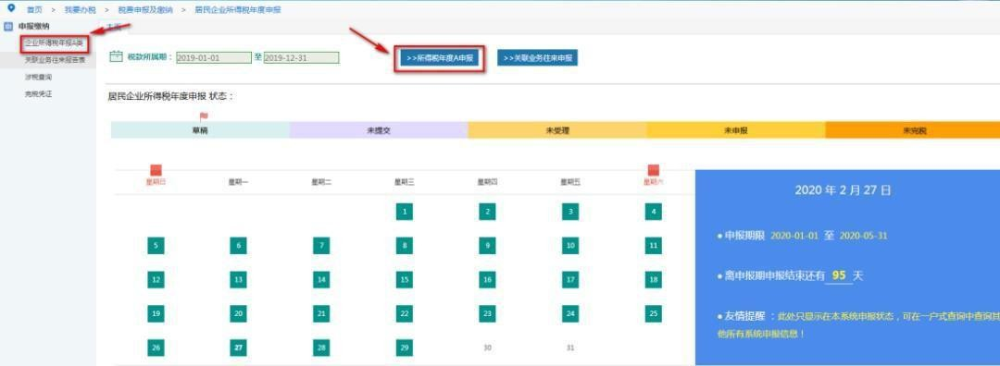 首页 > 我要办税 > 税费申报及缴纳 > 居民企业所得税年度申报
申报缴纳
主页
企业所得税年报A类
关联业务往来报告表
涉税查询
完税凭证
税款所属期：2019-01-01 至 2019-12-31 >>所得税年度A申报 >>关联业务往来申报
居民企业所得税年度申报 状态：
草稿 未提交 未受理 未申报 未完税
星期日 星期一 星期二 星期三 星期四 星期五 星期六
1 2 3 4
5 6 7 8 9 10 11
12 13 14 15 16 17 18
19 20 21 22 23 24 25
26 27 28 29 30 31
2020 年 2 月 27 日
申报期限 2020-01-01 至 2020-05-31
离申报期申报结束还有 95 天
友情提醒 ：此处只显示在本系统申报状态，可在一户式查询中查询其
他所有系统申报信息！